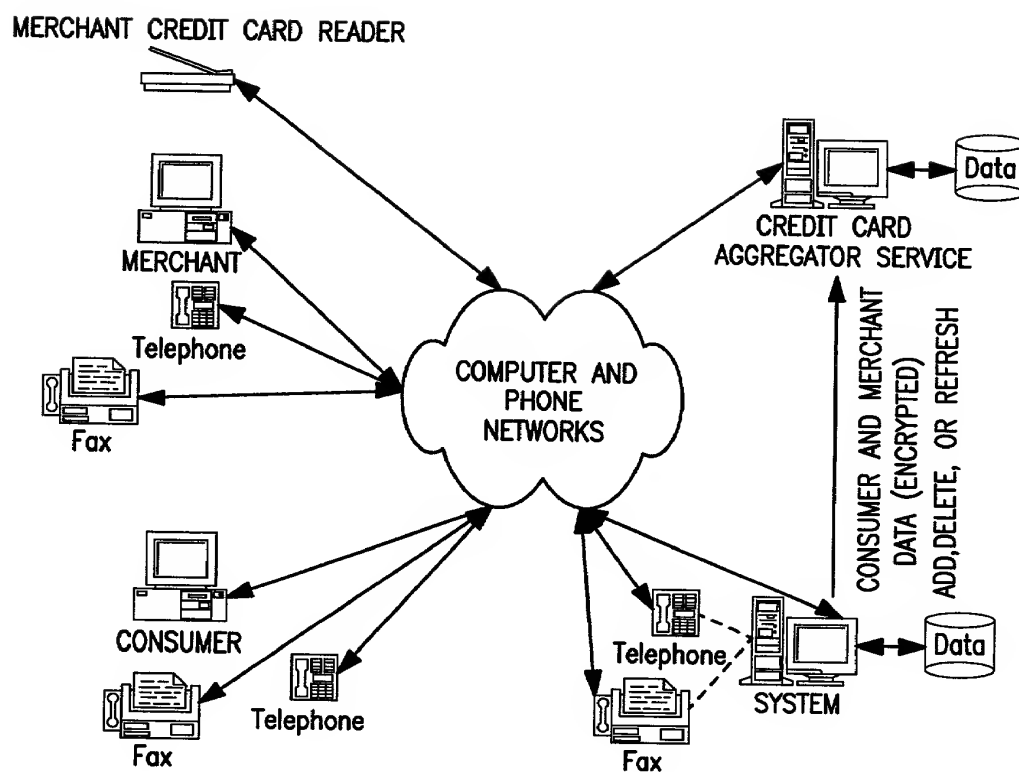 MERCHANT CREDIT CARD READER
MERCHANT
Telephone
Fax
COMPUTER AND
PHONE
NETWORKS
Data
CREDIT CARD
AGGREGATOR SERVICE
CONSUMER AND MERCHANT
DATA (ENCRYPTED)
ADD,DELETE, OR REFRESH
CONSUMER
Fax
Telephone
Telephone
Fax
SYSTEM
Data